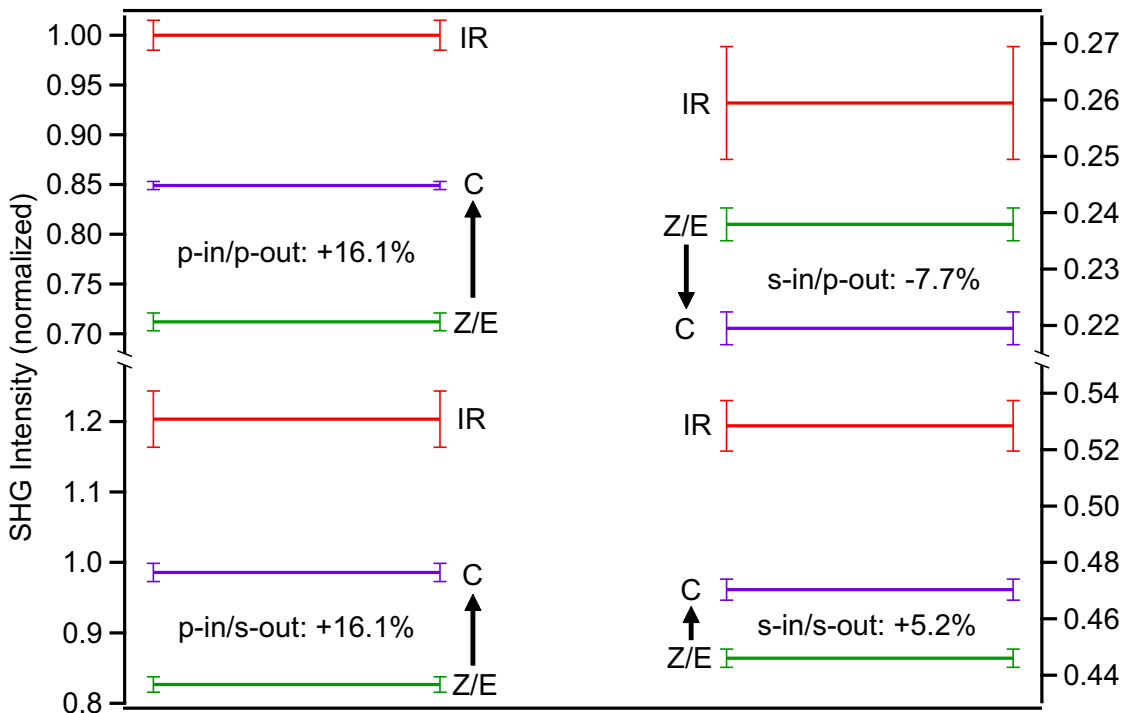 SHG Intensity (normalized)
1.00
0.95
0.90
0.85
0.80
0.75
0.70
IR
C
p-in/p-out: +16.1%
Z/E
0.27
0.26
0.25
0.24
0.23
0.22
IR
Z/E
s-in/p-out: -7.7%
C
1.2
1.1
1.0
0.9
0.8
IR
C
p-in/s-out: +16.1%
Z/E
0.54
0.52
0.50
0.48
0.46
0.44
IR
C
s-in/s-out: +5.2%
Z/E